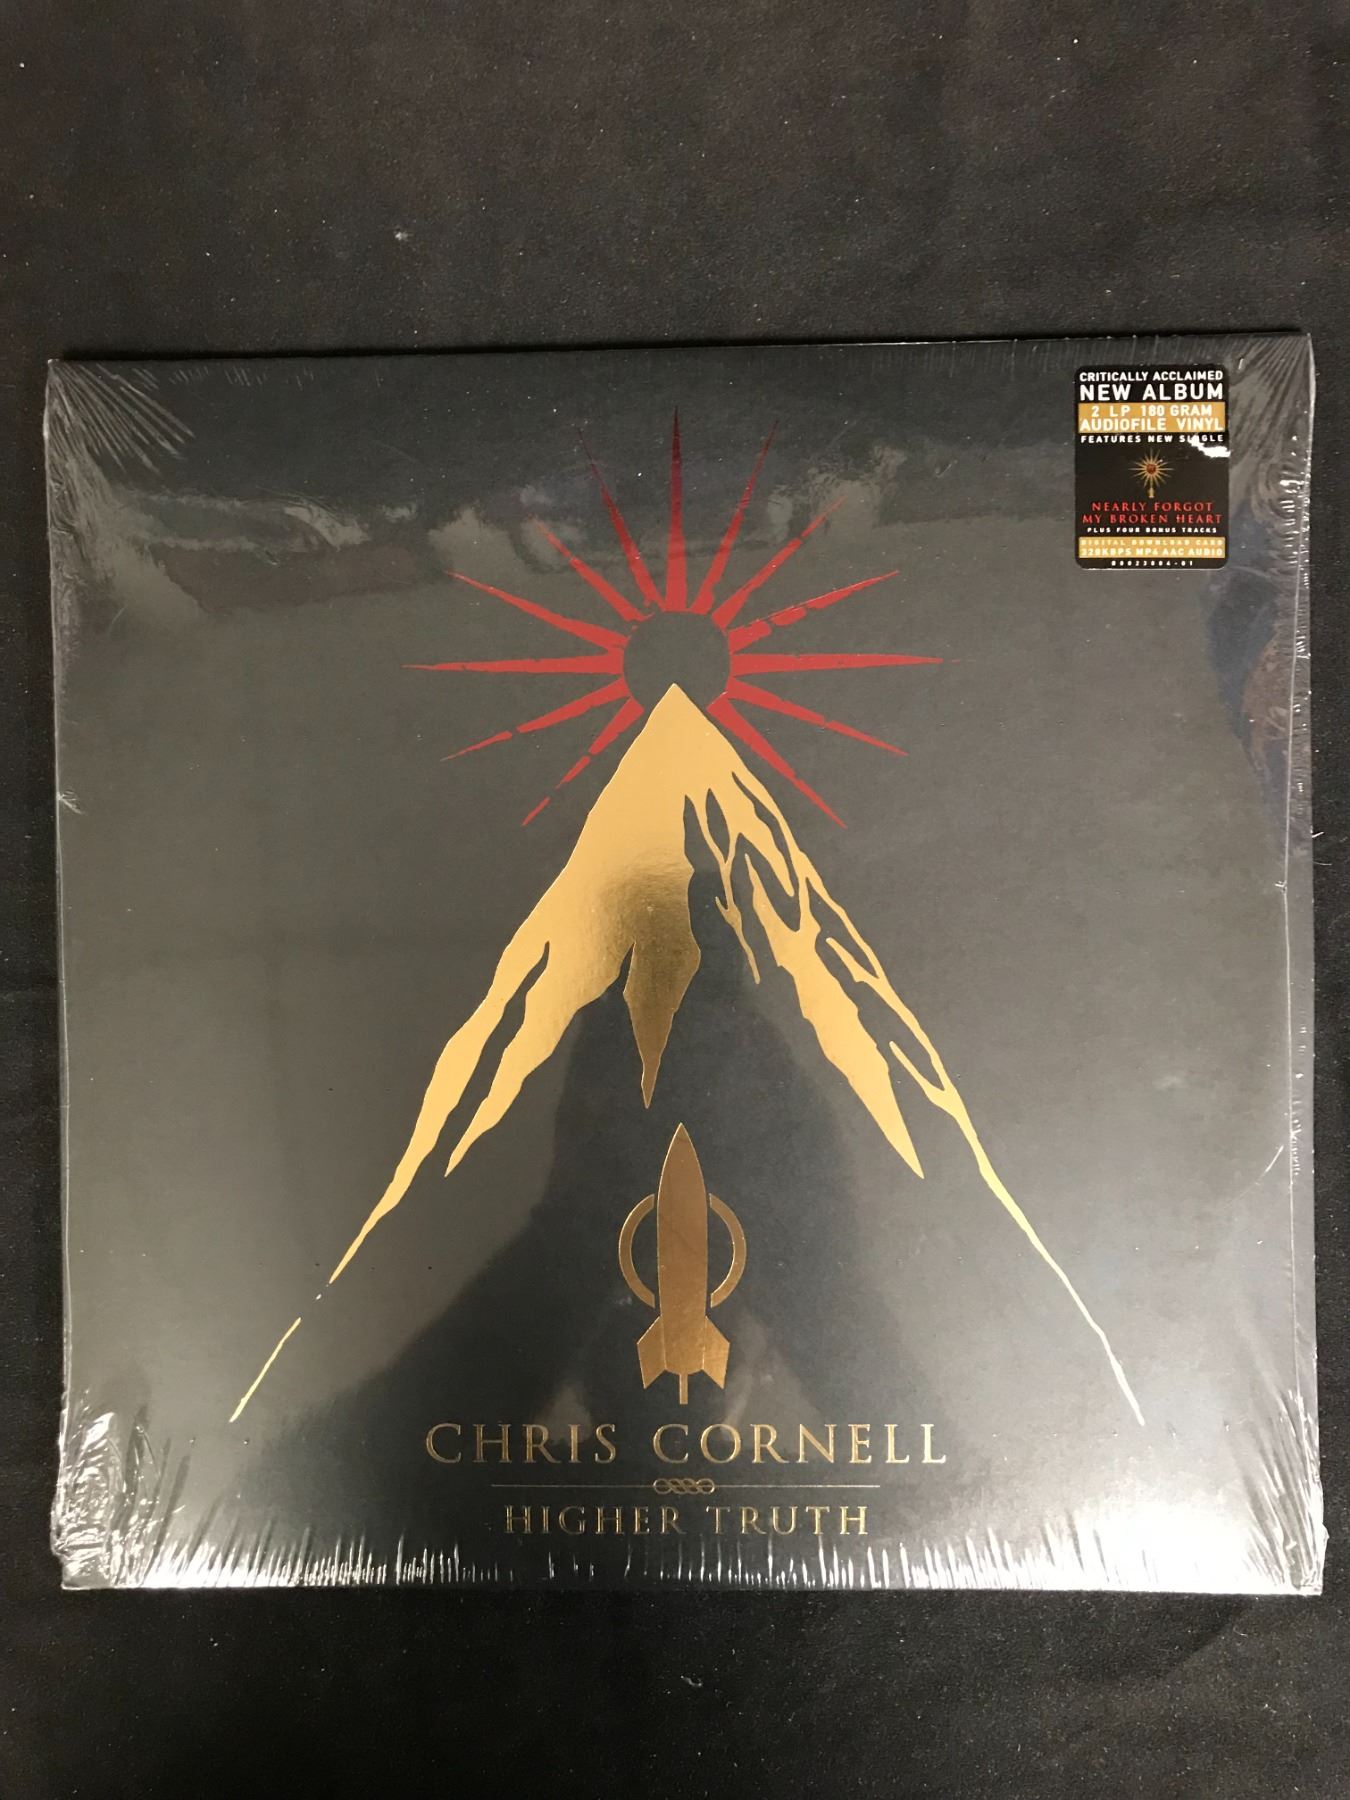 CRITICALLY ACCLAIMED
NEW ALBUM
2 LP 180 GRAM
AUDIOFILE VINYL
FEATURES NEW SINGLE
NEARLY FORGOT
MY BROKEN HEART
PLUS FOUR BONUS TRACKS
DIGITAL DOWNLOAD CARD
320KBPS MP4 AAC AUDIO
CHRIS CORNELL
HIGHER TRUTH